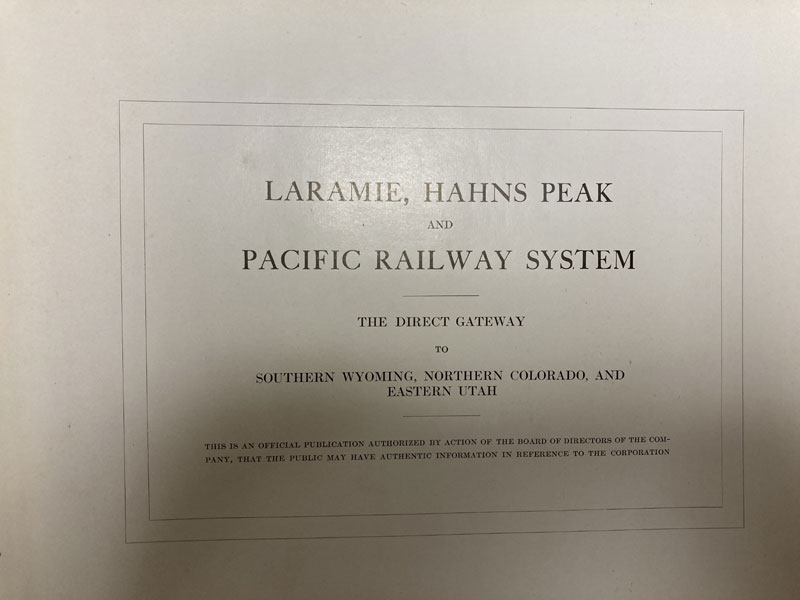 LARAMIE, HAHNS PEAK
AND
PACIFIC RAILWAY SYSTEM
THE DIRECT GATEWAY
TO
SOUTHERN WYOMING, NORTHERN COLORADO, AND
EASTERN UTAH
THIS IS AN OFFICIAL PUBLICATION AUTHORIZED BY ACTION OF THE BOARD OF DIRECTORS OF THE COM-
PANY, THAT THE PUBLIC MAY HAVE AUTHENTIC INFORMATION IN REFERENCE TO THE CORPORATION